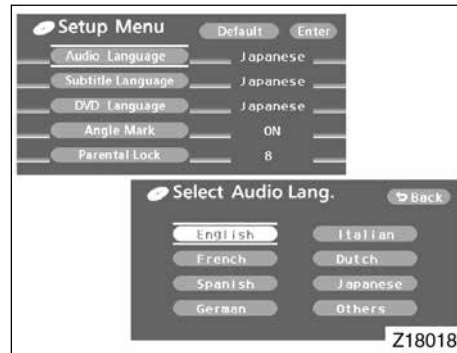 Setup Menu Default Enter
Audio Language Japanese
Subtitle Language Japanese
DVD Language Japanese
Angle Mark ON
Parental Lock 8
Select Audio Lang. Back
English Italian
French Dutch
Spanish Japanese
German Others
Z18018